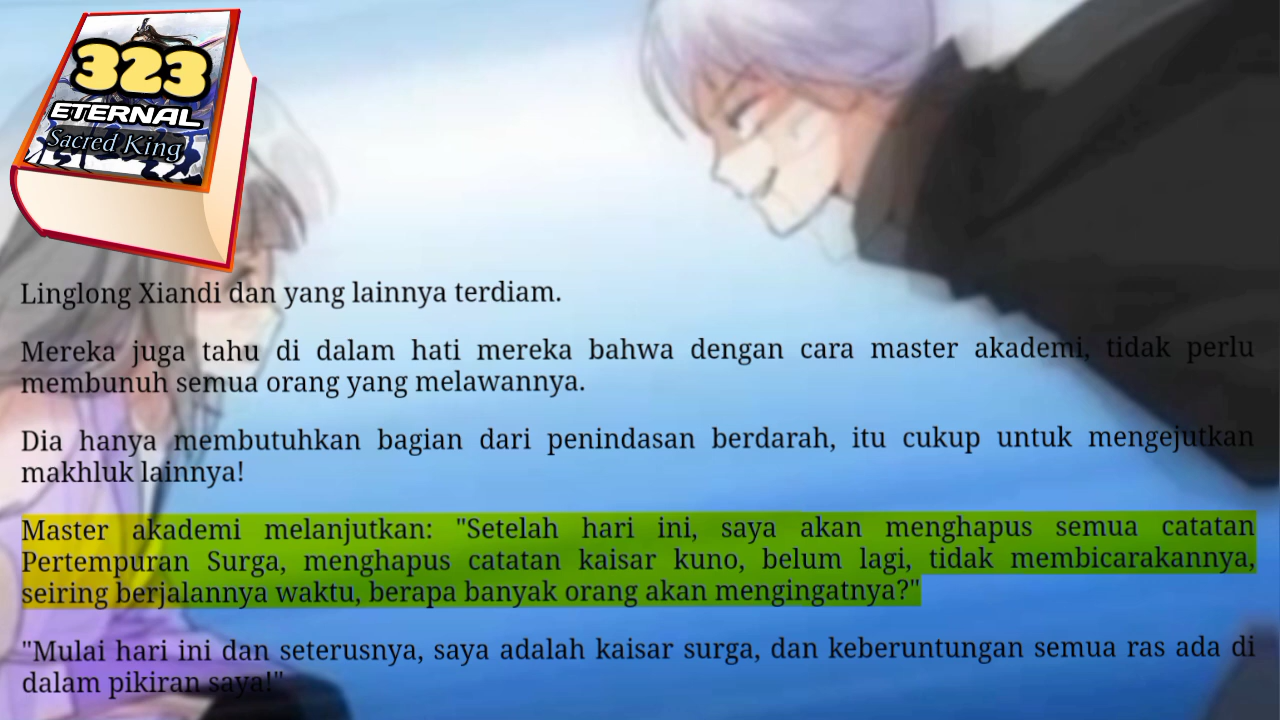 323
ETERNAL
Sacred King
Linglong Xiandi dan yang lainnya terdiam.
Mereka juga tahu di dalam hati mereka bahwa dengan cara master akademi, tidak perlu
membunuh semua orang yang melawannya.
Dia hanya membutuhkan bagian dari penindasan berdarah, itu cukup untuk mengejutkan
makhluk lainnya!
Master akademi melanjutkan: "Setelah hari ini, saya akan menghapus semua catatan
Pertempuran Surga, menghapus catatan kaisar kuno, belum lagi, tidak membicarakannya,
seiring berjalannya waktu, berapa banyak orang akan mengingatnya?"
"Mulai hari ini dan seterusnya, saya adalah kaisar surga, dan keberuntungan semua ras ada di
dalam pikiran saya!"